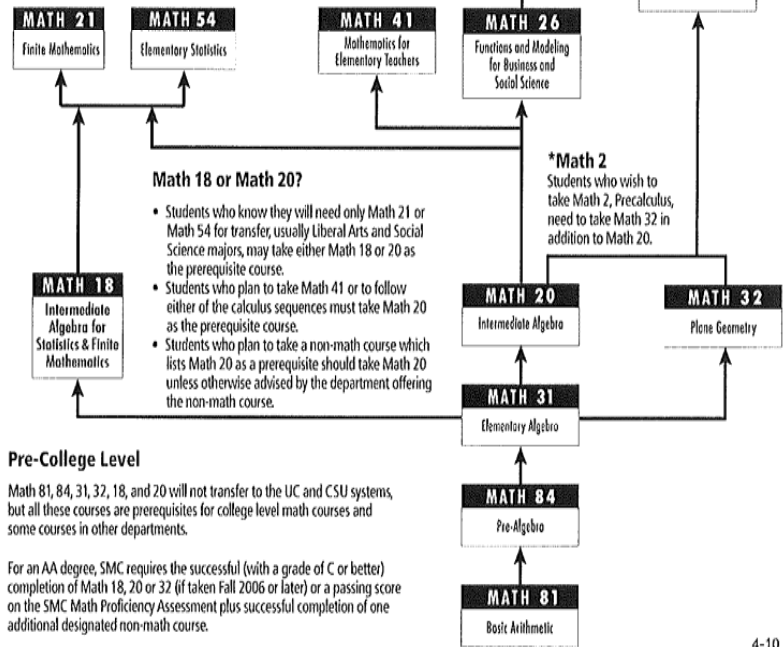 MATH 21
Finite Mathematics
MATH 54
Elementary Statistics
MATH 41
Mathematics for
Elementary Teachers
MATH 26
Functions and Modeling
for Business and
Social Science
*Math 2
Students who wish to
take Math 2, Precalculus,
need to take Math 32 in
addition to Math 20.
Math 18 or Math 20?
• Students who know they will need only Math 21 or
Math 54 for transfer, usually Liberal Arts and Social
Science majors, may take either Math 18 or 20 as
the prerequisite course.
• Students who plan to take Math 41 or to follow
either of the calculus sequences must take Math 20
as the prerequisite course.
• Students who plan to take a non-math course which
lists Math 20 as a prerequisite should take Math 20
unless otherwise advised by the department offering
the non-math course.
MATH 18
Intermediate
Algebra for
Statistics & Finite
Mathematics
MATH 20
Intermediate Algebra
MATH 32
Plane Geometry
MATH 31
Elementary Algebra
MATH 84
Pre-Algebra
MATH 81
Basic Arithmetic
Pre-College Level
Math 81, 84, 31, 32, 18, and 20 will not transfer to the UC and CSU systems,
but all these courses are prerequisites for college level math courses and
some courses in other departments.
For an AA degree, SMC requires the successful (with a grade of C or better)
completion of Math 18, 20 or 32 (if taken Fall 2006 or later) or a passing score
on the SMC Math Proficiency Assessment plus successful completion of one
additional designated non-math course.
4-10